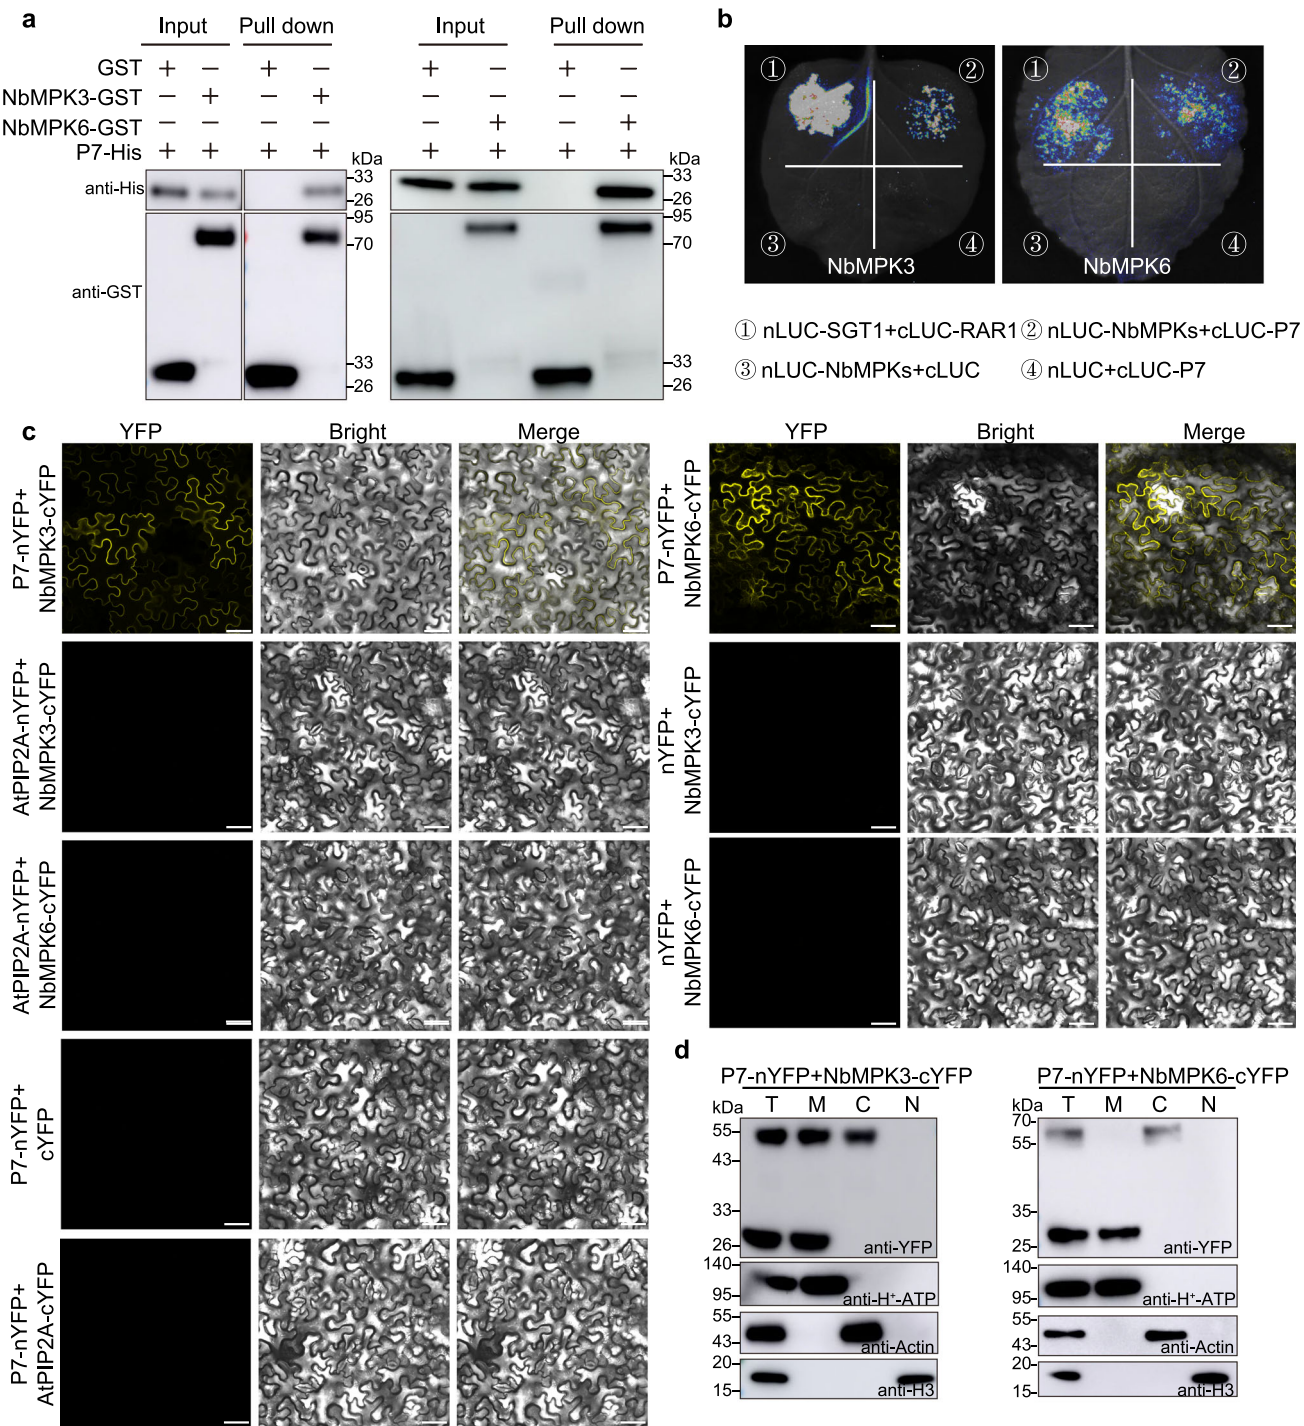 a
Input Pull down Input Pull down
GST + − + − + − + −
NbMPK3-GST − + − + − − − −
NbMPK6-GST − − − − − + − +
P7-His + + + + + + + +
kDa kDa
anti-His 33 33
26 26
95 95
70 70
anti-GST
33 33
26 26
b
① ② ① ②
③ ④ ③ ④
NbMPK3 NbMPK6
① nLUC-SGT1+cLUC-RAR1 ② nLUC-NbMPKs+cLUC-P7
③ nLUC-NbMPKs+cLUC ④ nLUC+cLUC-P7
c
YFP Bright Merge YFP Bright Merge
P7-nYFP+
NbMPK3-cYFP
P7-nYFP+
NbMPK6-cYFP
AtPIP2A-nYFP+
NbMPK3-cYFP
nYFP+
NbMPK3-cYFP
AtPIP2A-nYFP+
NbMPK6-cYFP
nYFP+
NbMPK6-cYFP
P7-nYFP+
cYFP
P7-nYFP+
AtPIP2A-cYFP
d
P7-nYFP+NbMPK3-cYFP P7-nYFP+NbMPK6-cYFP
kDa T M C N kDa T M C N
55 70
43 55
33 35
26 25
anti-YFP anti-YFP
140 140
95 95
anti-H⁺-ATP anti-H⁺-ATP
55 55
43 43
anti-Actin anti-Actin
20 20
15 15
anti-H3 anti-H3